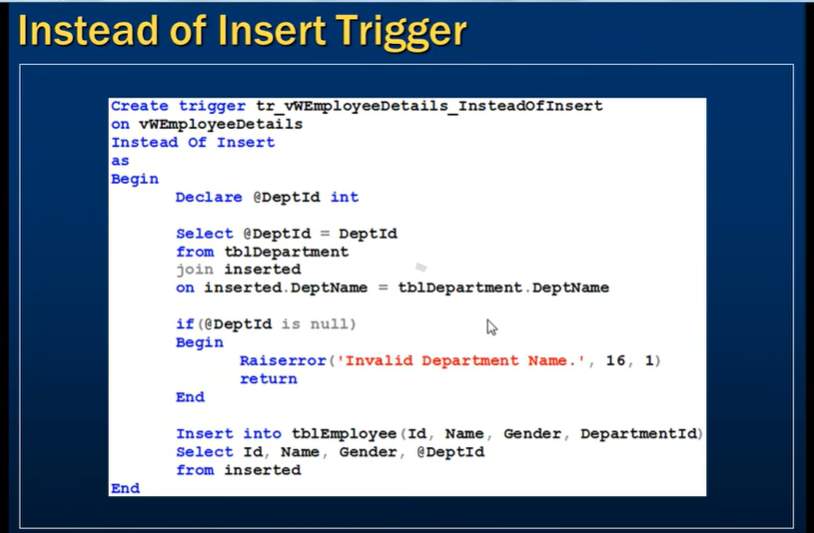 Instead of Insert Trigger
Create trigger tr_vWEmployeeDetails_InsteadOfInsert
on vWEmployeeDetails
Instead Of Insert
as
Begin
Declare @DeptId int
Select @DeptId = DeptId
from tblDepartment
join inserted
on inserted.DeptName = tblDepartment.DeptName
if(@DeptId is null)
Begin
Raiserror('Invalid Department Name.', 16, 1)
return
End
Insert into tblEmployee(Id, Name, Gender, DepartmentId)
Select Id, Name, Gender, @DeptId
from inserted
End